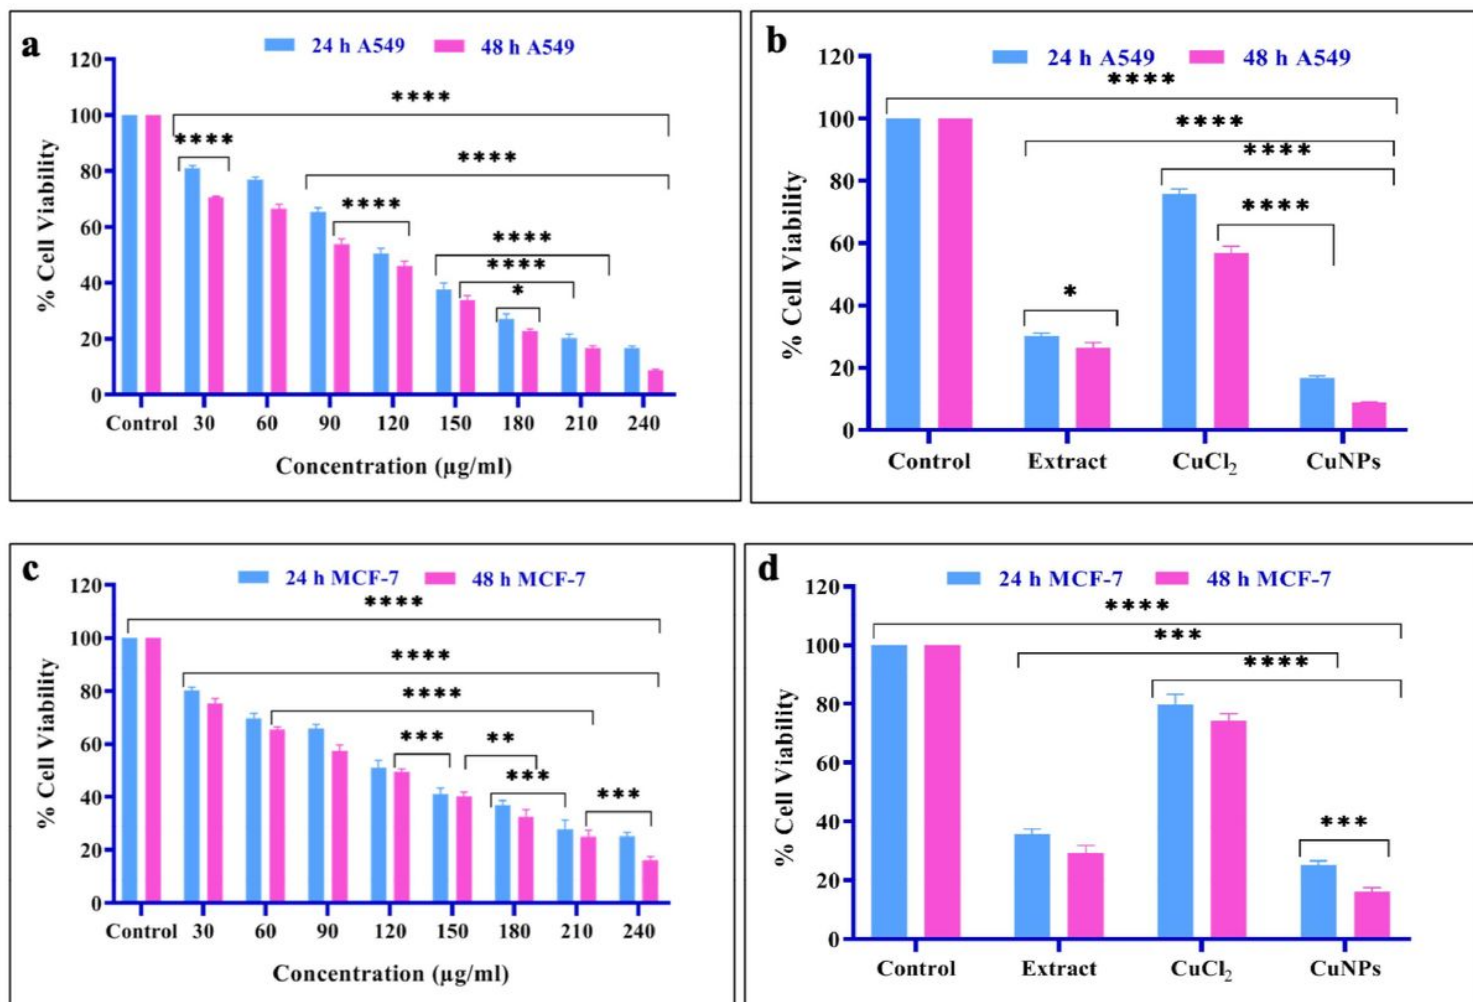 a
24 h A549 48 h A549
120
100
80
60
40
20
0
% Cell Viability
****
****
****
****
****
****
*
Control 30 60 90 120 150 180 210 240
Concentration (µg/ml)
b
24 h A549 48 h A549
120
100
80
60
40
20
0
% Cell Viability
****
****
****
****
*
Control Extract CuCl₂ CuNPs
c
24 h MCF-7 48 h MCF-7
120
100
80
60
40
20
0
% Cell Viability
****
****
****
*** **
***
***
Control 30 60 90 120 150 180 210 240
Concentration (µg/ml)
d
24 h MCF-7 48 h MCF-7
120
100
80
60
40
20
0
% Cell Viability
****
***
****
***
Control Extract CuCl₂ CuNPs